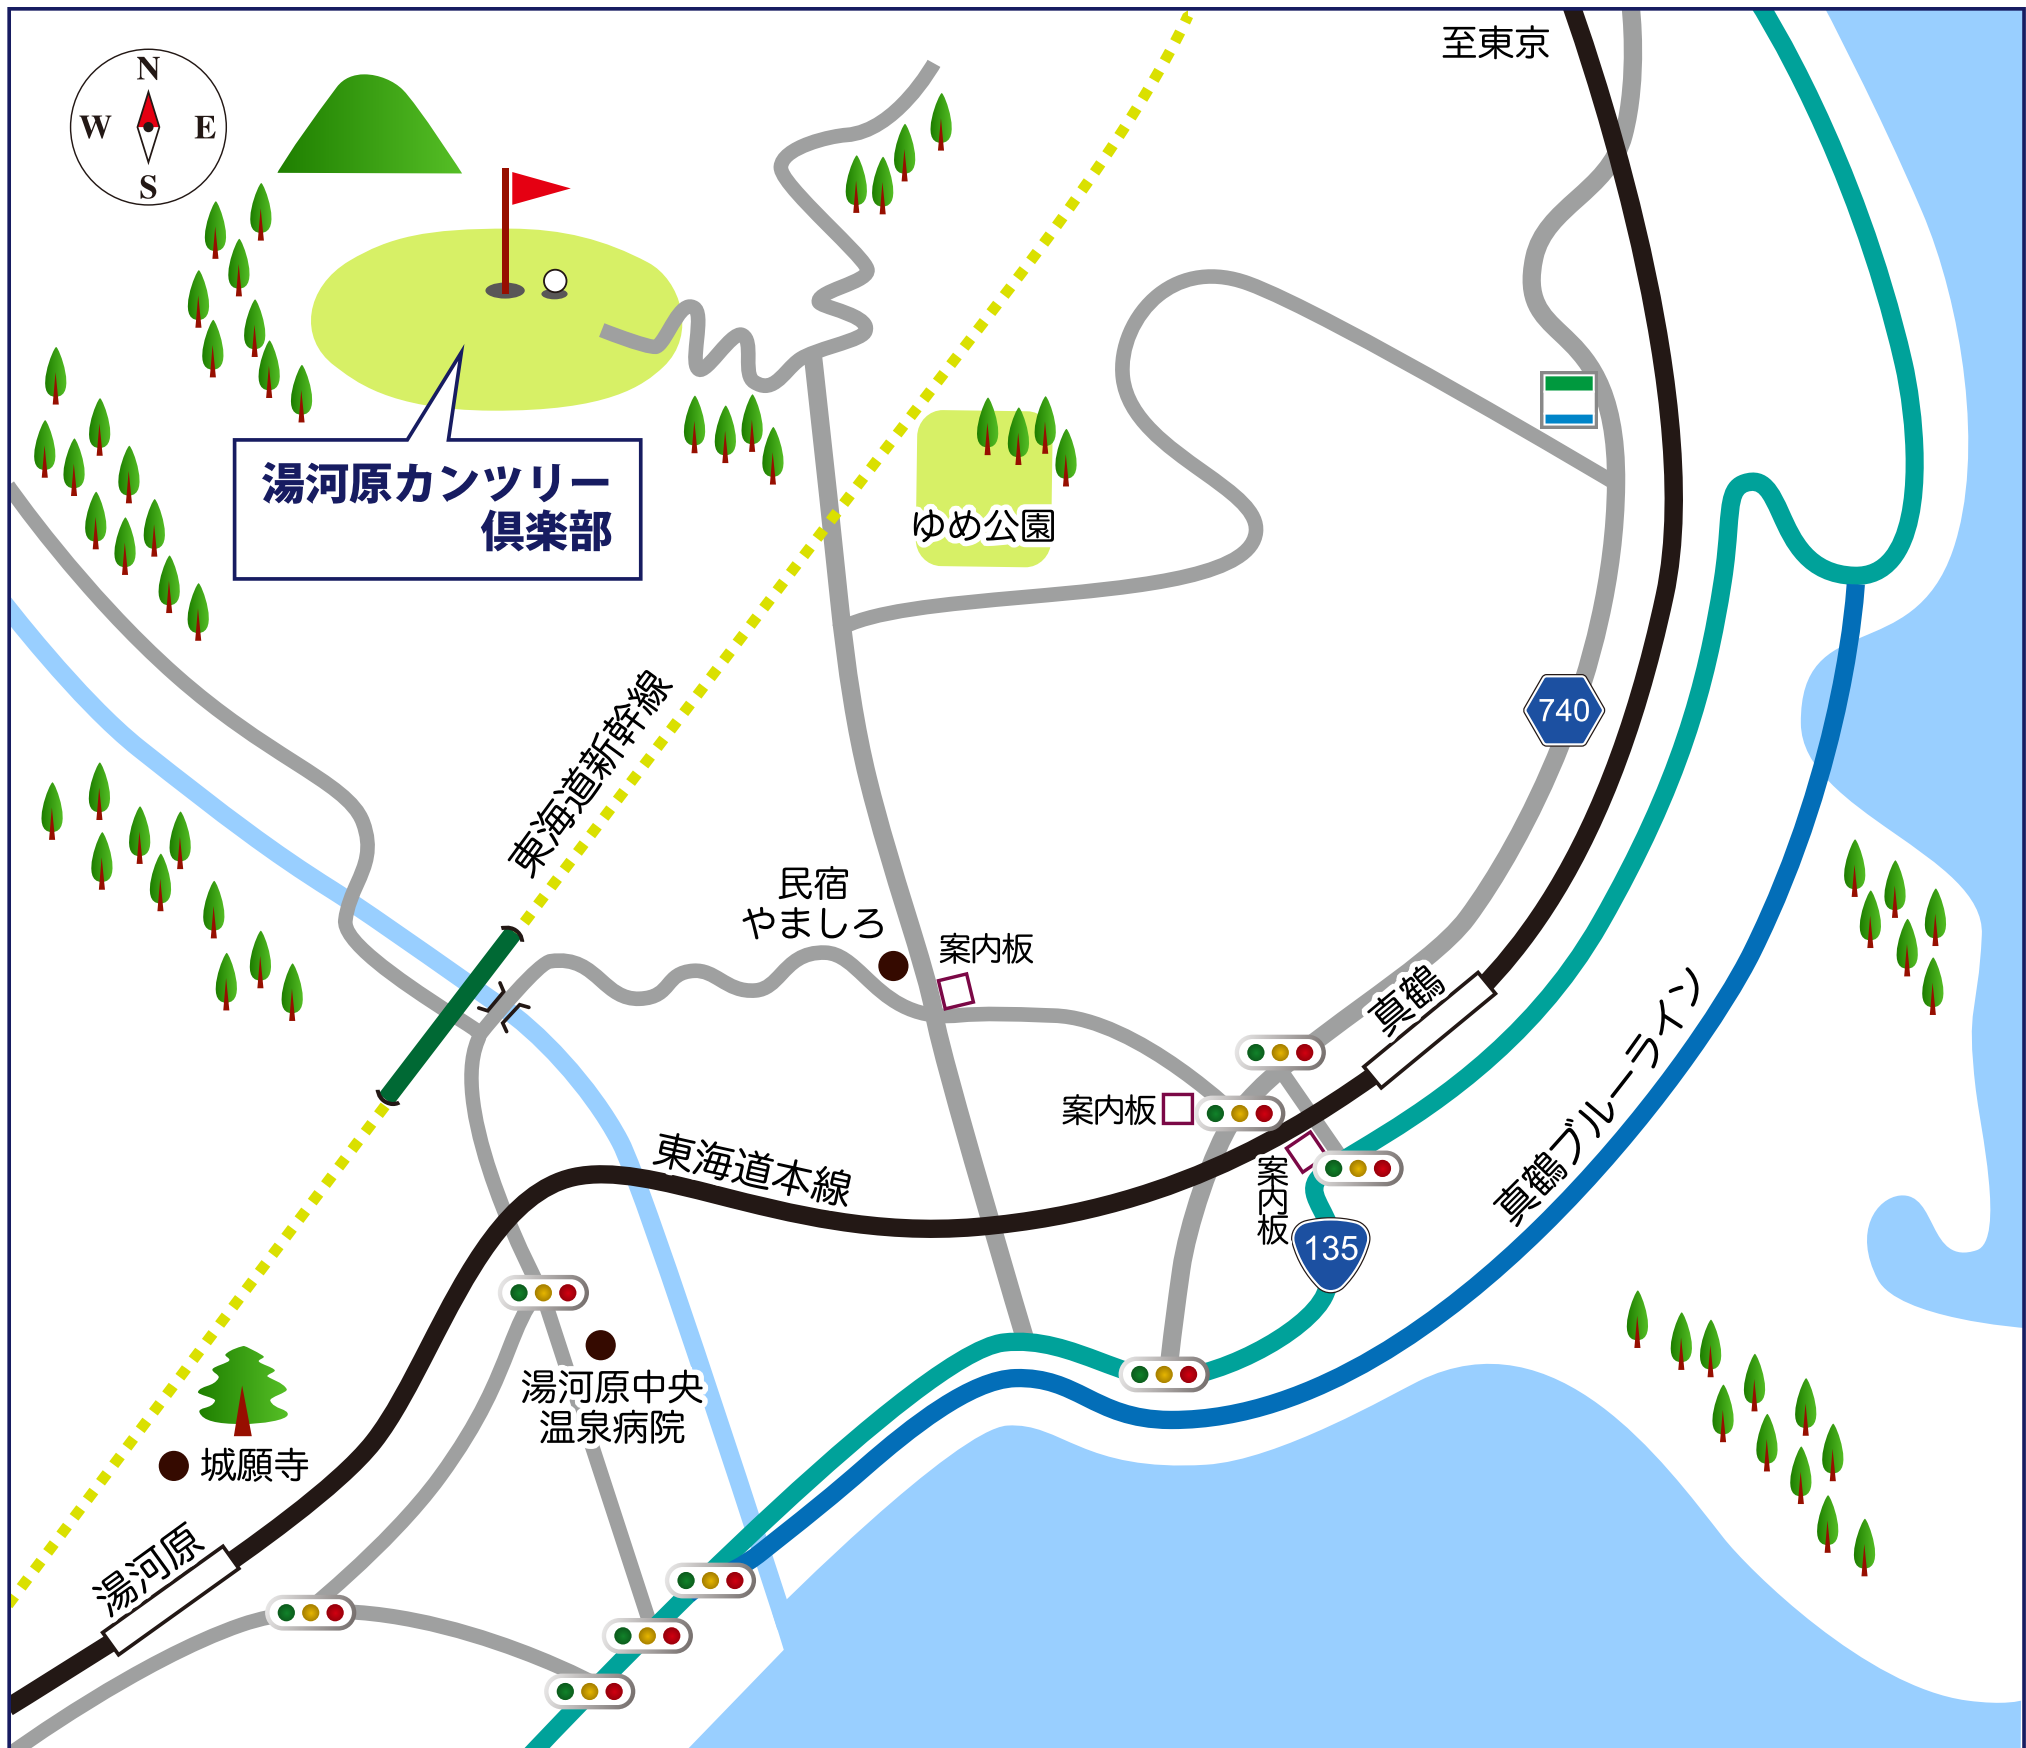 至東京
N
W
E
S
湯河原カンツリー
倶楽部
ゆめ公園
東海道新幹線
740
民宿
やましろ
案内板
真鶴
案内板
東海道本線
案内板
135
真鶴ブルーライン
湯河原中央
温泉病院
城願寺
湯河原